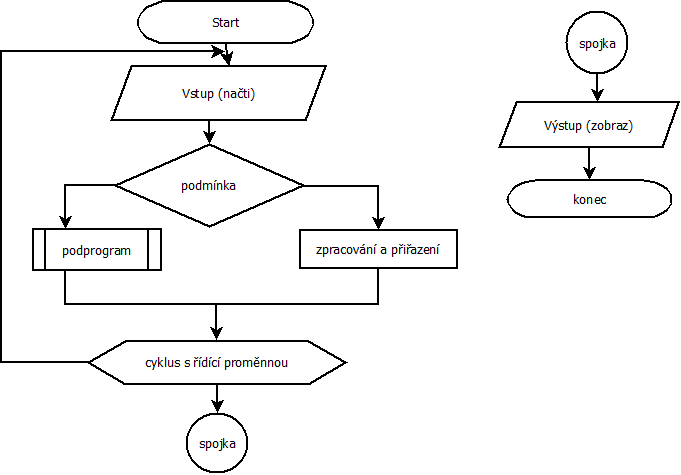 Start
Vstup (načti)
podmínka
podprogram
zpracování a přiřazení
cyklus s řídící proměnnou
spojka
spojka
Výstup (zobraz)
konec